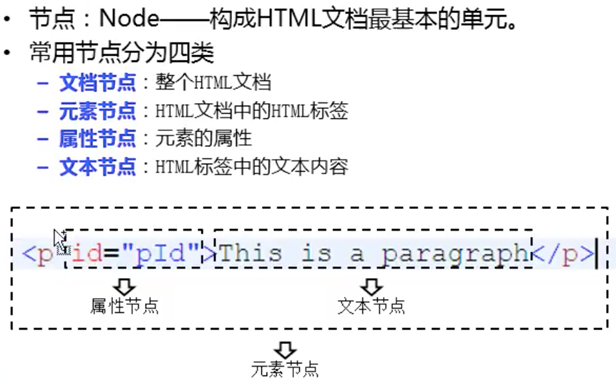 • 节点：Node——构成HTML文档最基本的单元。
• 常用节点分为四类
– 文档节点：整个HTML文档
– 元素节点：HTML文档中的HTML标签
– 属性节点：元素的属性
– 文本节点：HTML标签中的文本内容
<p id="pId">This is a paragraph</p>
属性节点 文本节点
元素节点